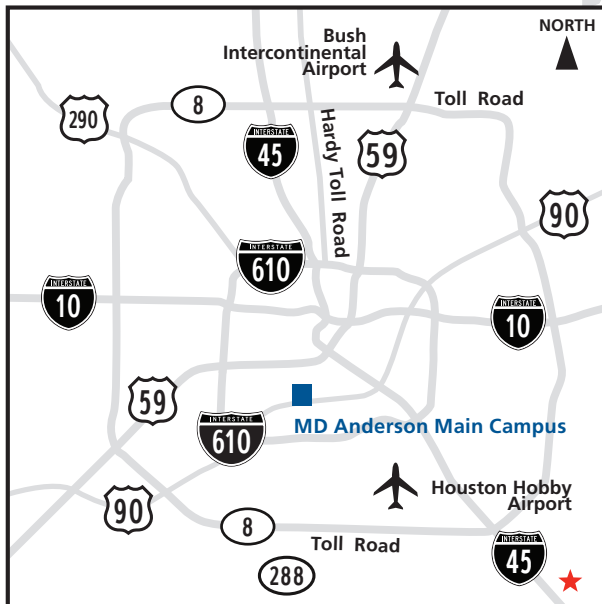 NORTH
Bush
Intercontinental
Airport
Toll Road
8
290
INTERSTATE
45
Hardy Toll Road
59
90
INTERSTATE
610
INTERSTATE
10
INTERSTATE
10
59
MD Anderson Main Campus
INTERSTATE
610
Houston Hobby
Airport
90
8
Toll Road
INTERSTATE
45
288